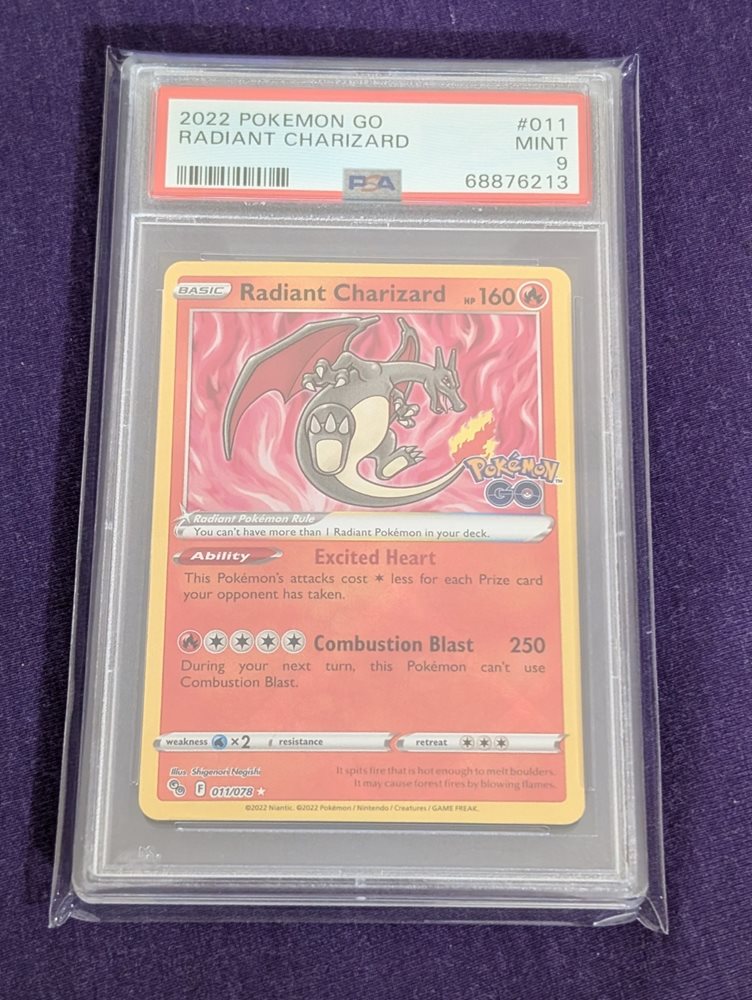 2022 POKEMON GO #011
RADIANT CHARIZARD MINT
9
PSA 68876213
BASIC Radiant Charizard HP 160
POKÉMON™
GO
Radiant Pokémon Rule
You can't have more than 1 Radiant Pokémon in your deck.
Ability Excited Heart
This Pokémon's attacks cost less for each Prize card
your opponent has taken.
Combustion Blast 250
During your next turn, this Pokémon can't use
Combustion Blast.
weakness ×2 resistance retreat
Illus. Shigenori Negishi
It spits fire that is hot enough to melt boulders.
It may cause forest fires by blowing flames.
F 011/078
©2022 Niantic. ©2022 Pokémon / Nintendo / Creatures / GAME FREAK.